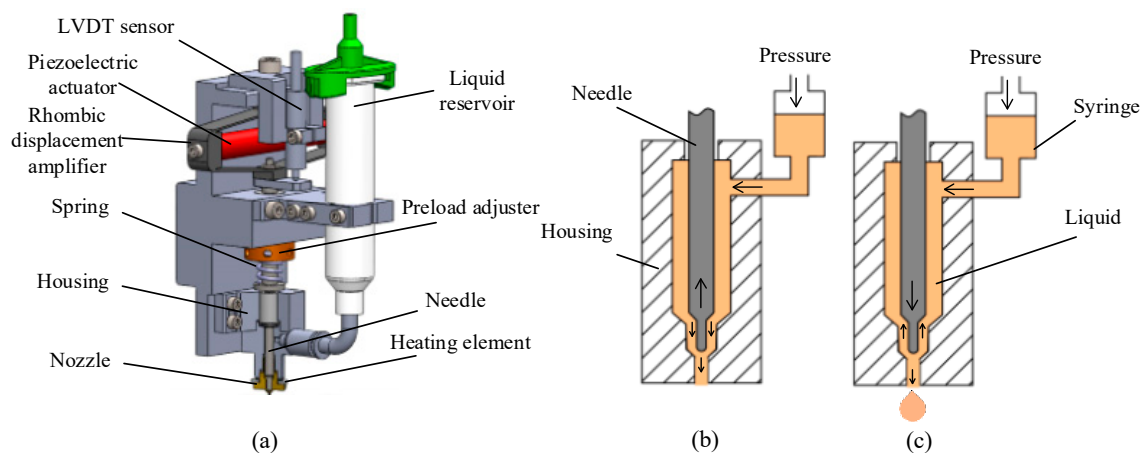 LVDT sensor
Piezoelectric
actuator
Rhombic
displacement
amplifier
Liquid
reservoir
Spring
Preload adjuster
Housing
Needle
Nozzle
Heating element
(a)
Pressure
Needle
Housing
(b)
Pressure
Syringe
Liquid
(c)